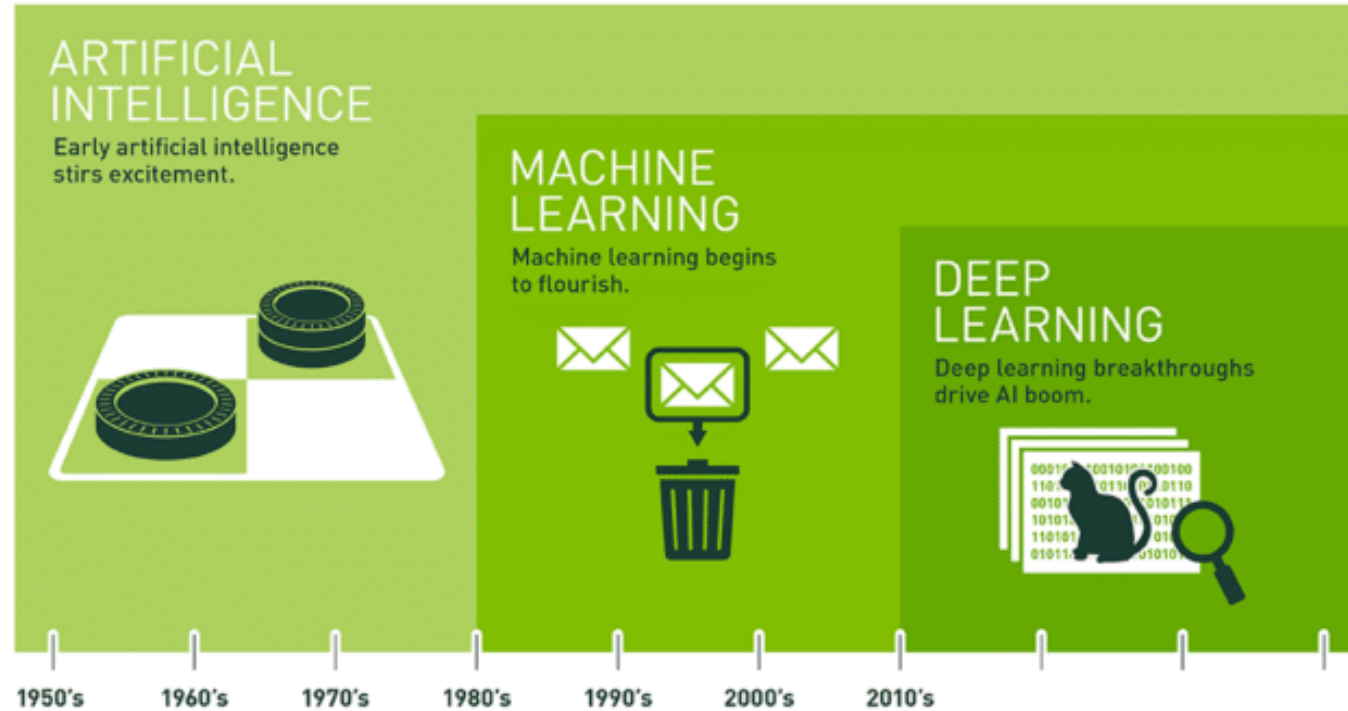 ARTIFICIAL
INTELLIGENCE
Early artificial intelligence
stirs excitement.
MACHINE
LEARNING
Machine learning begins
to flourish.
DEEP
LEARNING
Deep learning breakthroughs
drive AI boom.
1950's 1960's 1970's 1980's 1990's 2000's 2010's